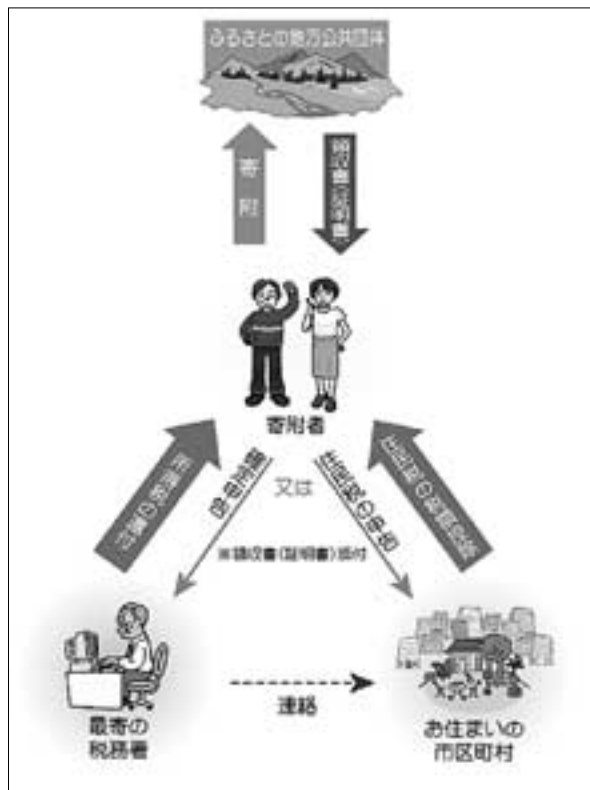 ふるさとの地方公共団体
寄附
領収書(証明書)
寄附者
所得税の還付
確定申告
又は
住民税の申告
住民税の税額控除
※領収書(証明書)添付
最寄の
税務署
連絡
お住まいの
市区町村